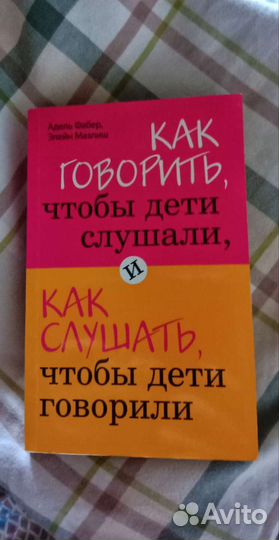 Адель Фабер,
Элейн Мазлиш
КАК
ГОВОРИТЬ,
чтобы дети
слушали,
и
КАК
СЛУШАТЬ,
чтобы дети
говорили
Avito